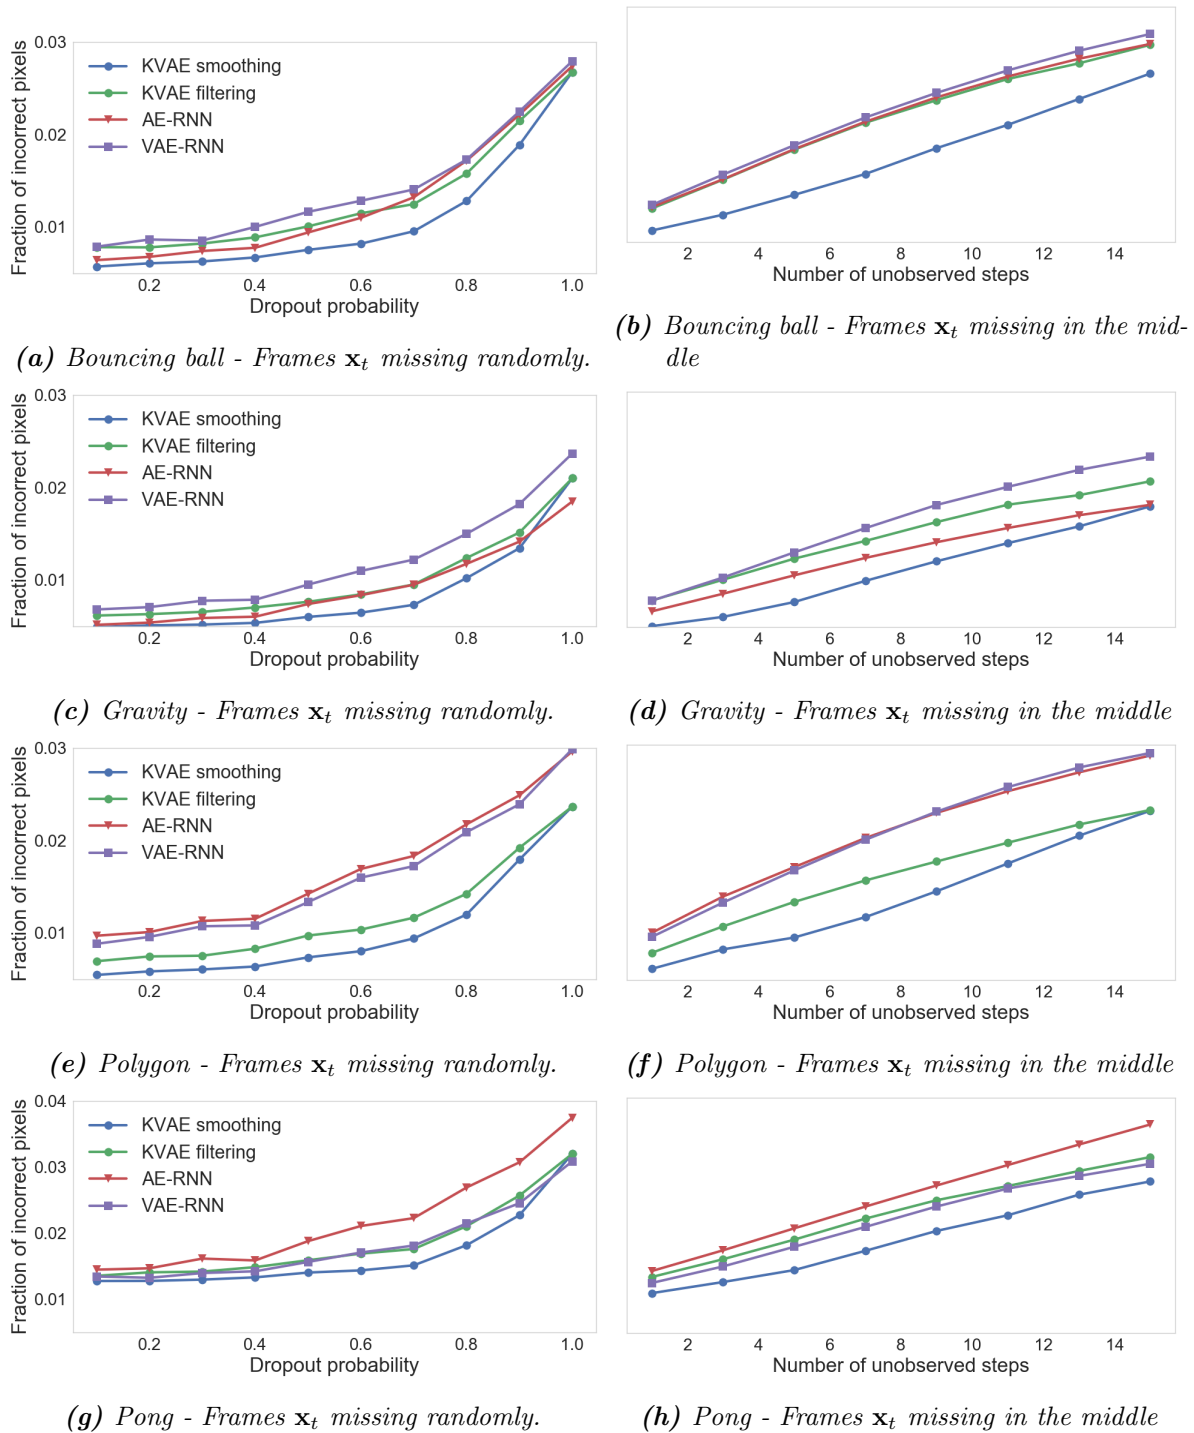 Fraction of incorrect pixels
0.03
0.02
0.01
KVAE smoothing
KVAE filtering
AE-RNN
VAE-RNN
0.2 0.4 0.6 0.8 1.0
Dropout probability
(a) Bouncing ball - Frames xₜ missing randomly.
2 4 6 8 10 12 14
Number of unobserved steps
(b) Bouncing ball - Frames xₜ missing in the mid-
dle
Fraction of incorrect pixels
0.03
0.02
0.01
KVAE smoothing
KVAE filtering
AE-RNN
VAE-RNN
0.2 0.4 0.6 0.8 1.0
Dropout probability
(c) Gravity - Frames xₜ missing randomly.
2 4 6 8 10 12 14
Number of unobserved steps
(d) Gravity - Frames xₜ missing in the middle
Fraction of incorrect pixels
0.03
0.02
0.01
KVAE smoothing
KVAE filtering
AE-RNN
VAE-RNN
0.2 0.4 0.6 0.8 1.0
Dropout probability
(e) Polygon - Frames xₜ missing randomly.
2 4 6 8 10 12 14
Number of unobserved steps
(f) Polygon - Frames xₜ missing in the middle
Fraction of incorrect pixels
0.04
0.03
0.02
0.01
KVAE smoothing
KVAE filtering
AE-RNN
VAE-RNN
0.2 0.4 0.6 0.8 1.0
Dropout probability
(g) Pong - Frames xₜ missing randomly.
2 4 6 8 10 12 14
Number of unobserved steps
(h) Pong - Frames xₜ missing in the middle